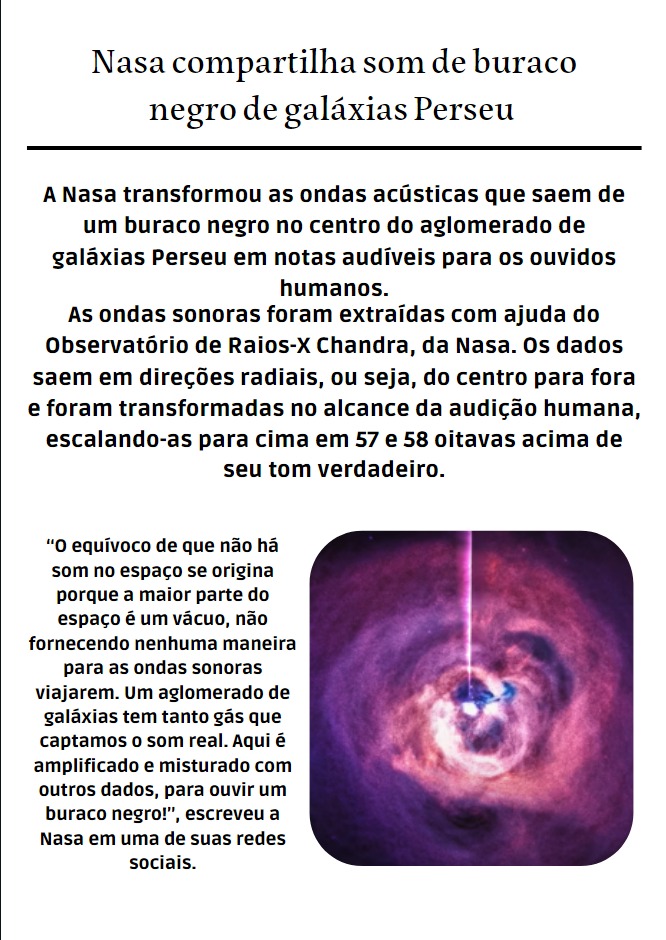 Nasa compartilha som de buraco
negro de galáxias Perseu
A Nasa transformou as ondas acústicas que saem de
um buraco negro no centro do aglomerado de
galáxias Perseu em notas audíveis para os ouvidos
humanos.
As ondas sonoras foram extraídas com ajuda do
Observatório de Raios-X Chandra, da Nasa. Os dados
saem em direções radiais, ou seja, do centro para fora
e foram transformadas no alcance da audição humana,
escalando-as para cima em 57 e 58 oitavas acima de
seu tom verdadeiro.
“O equívoco de que não há
som no espaço se origina
porque a maior parte do
espaço é um vácuo, não
fornecendo nenhuma maneira
para as ondas sonoras
viajarem. Um aglomerado de
galáxias tem tanto gás que
captamos o som real. Aqui é
amplificado e misturado com
outros dados, para ouvir um
buraco negro!”, escreveu a
Nasa em uma de suas redes
sociais.